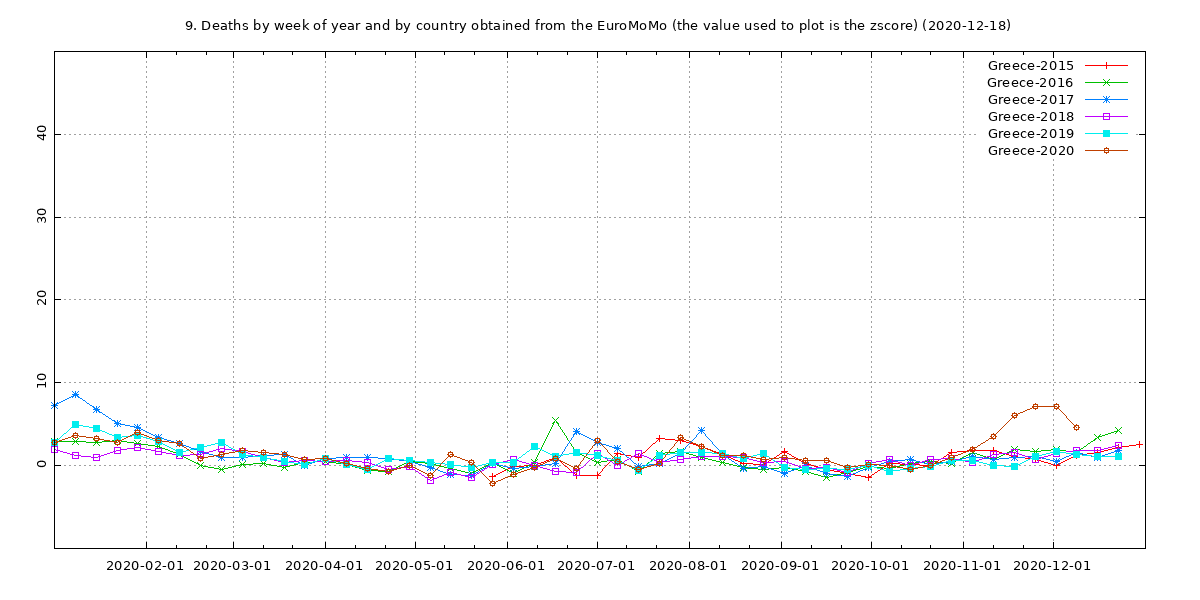 9. Deaths by week of year and by country obtained from the EuroMoMo (the value used to plot is the zscore) (2020-12-18)
Greece-2015
Greece-2016
Greece-2017
Greece-2018
Greece-2019
Greece-2020
40
30
20
10
0
2020-02-01 2020-03-01 2020-04-01 2020-05-01 2020-06-01 2020-07-01 2020-08-01 2020-09-01 2020-10-01 2020-11-01 2020-12-01